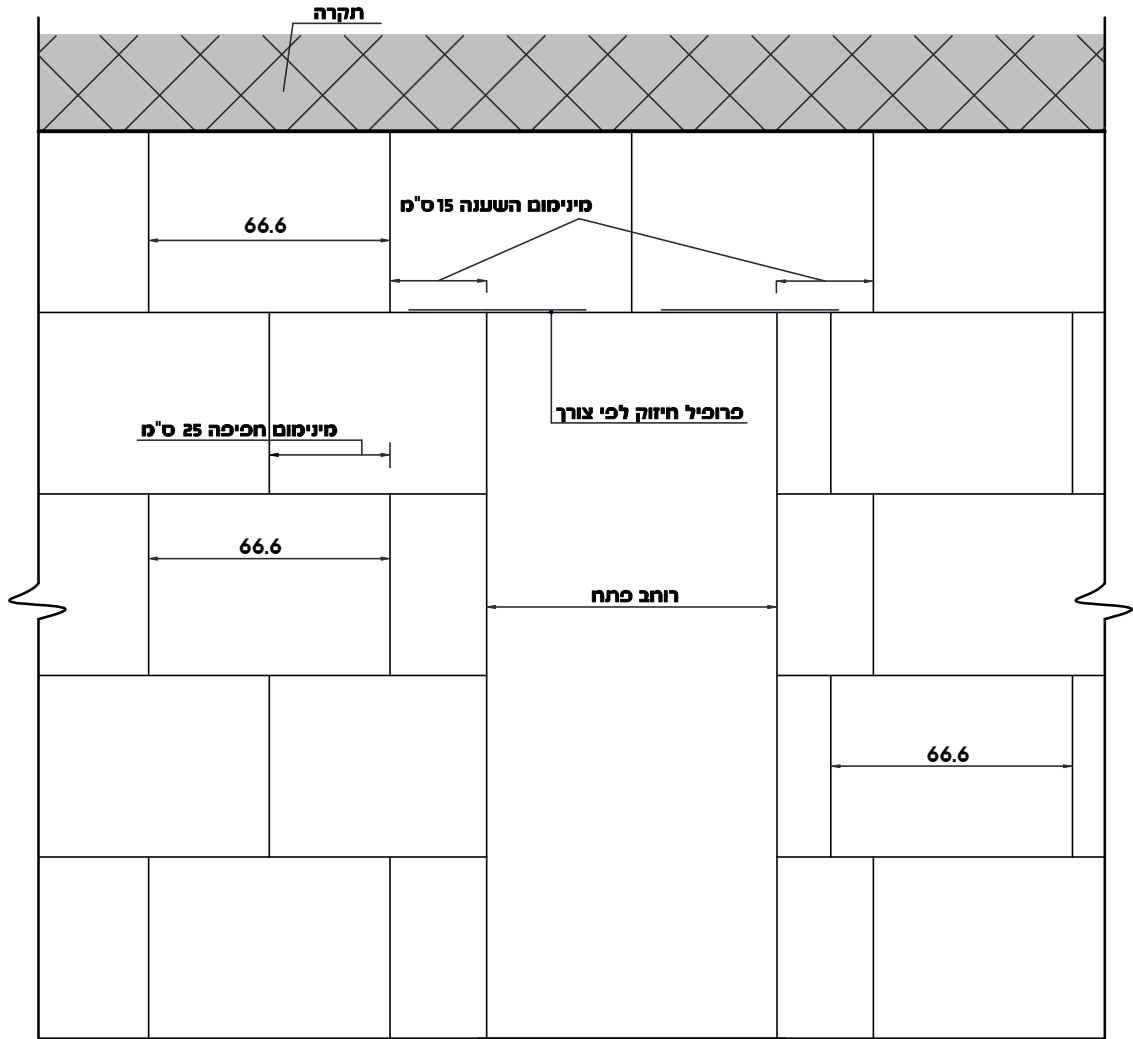 תקרה
מינימום השענה 15 ס"מ
66.6
פרופיל חיזוק לפי צורך
מינימום חפיפה 25 ס"מ
66.6
רוחב פתח
66.6